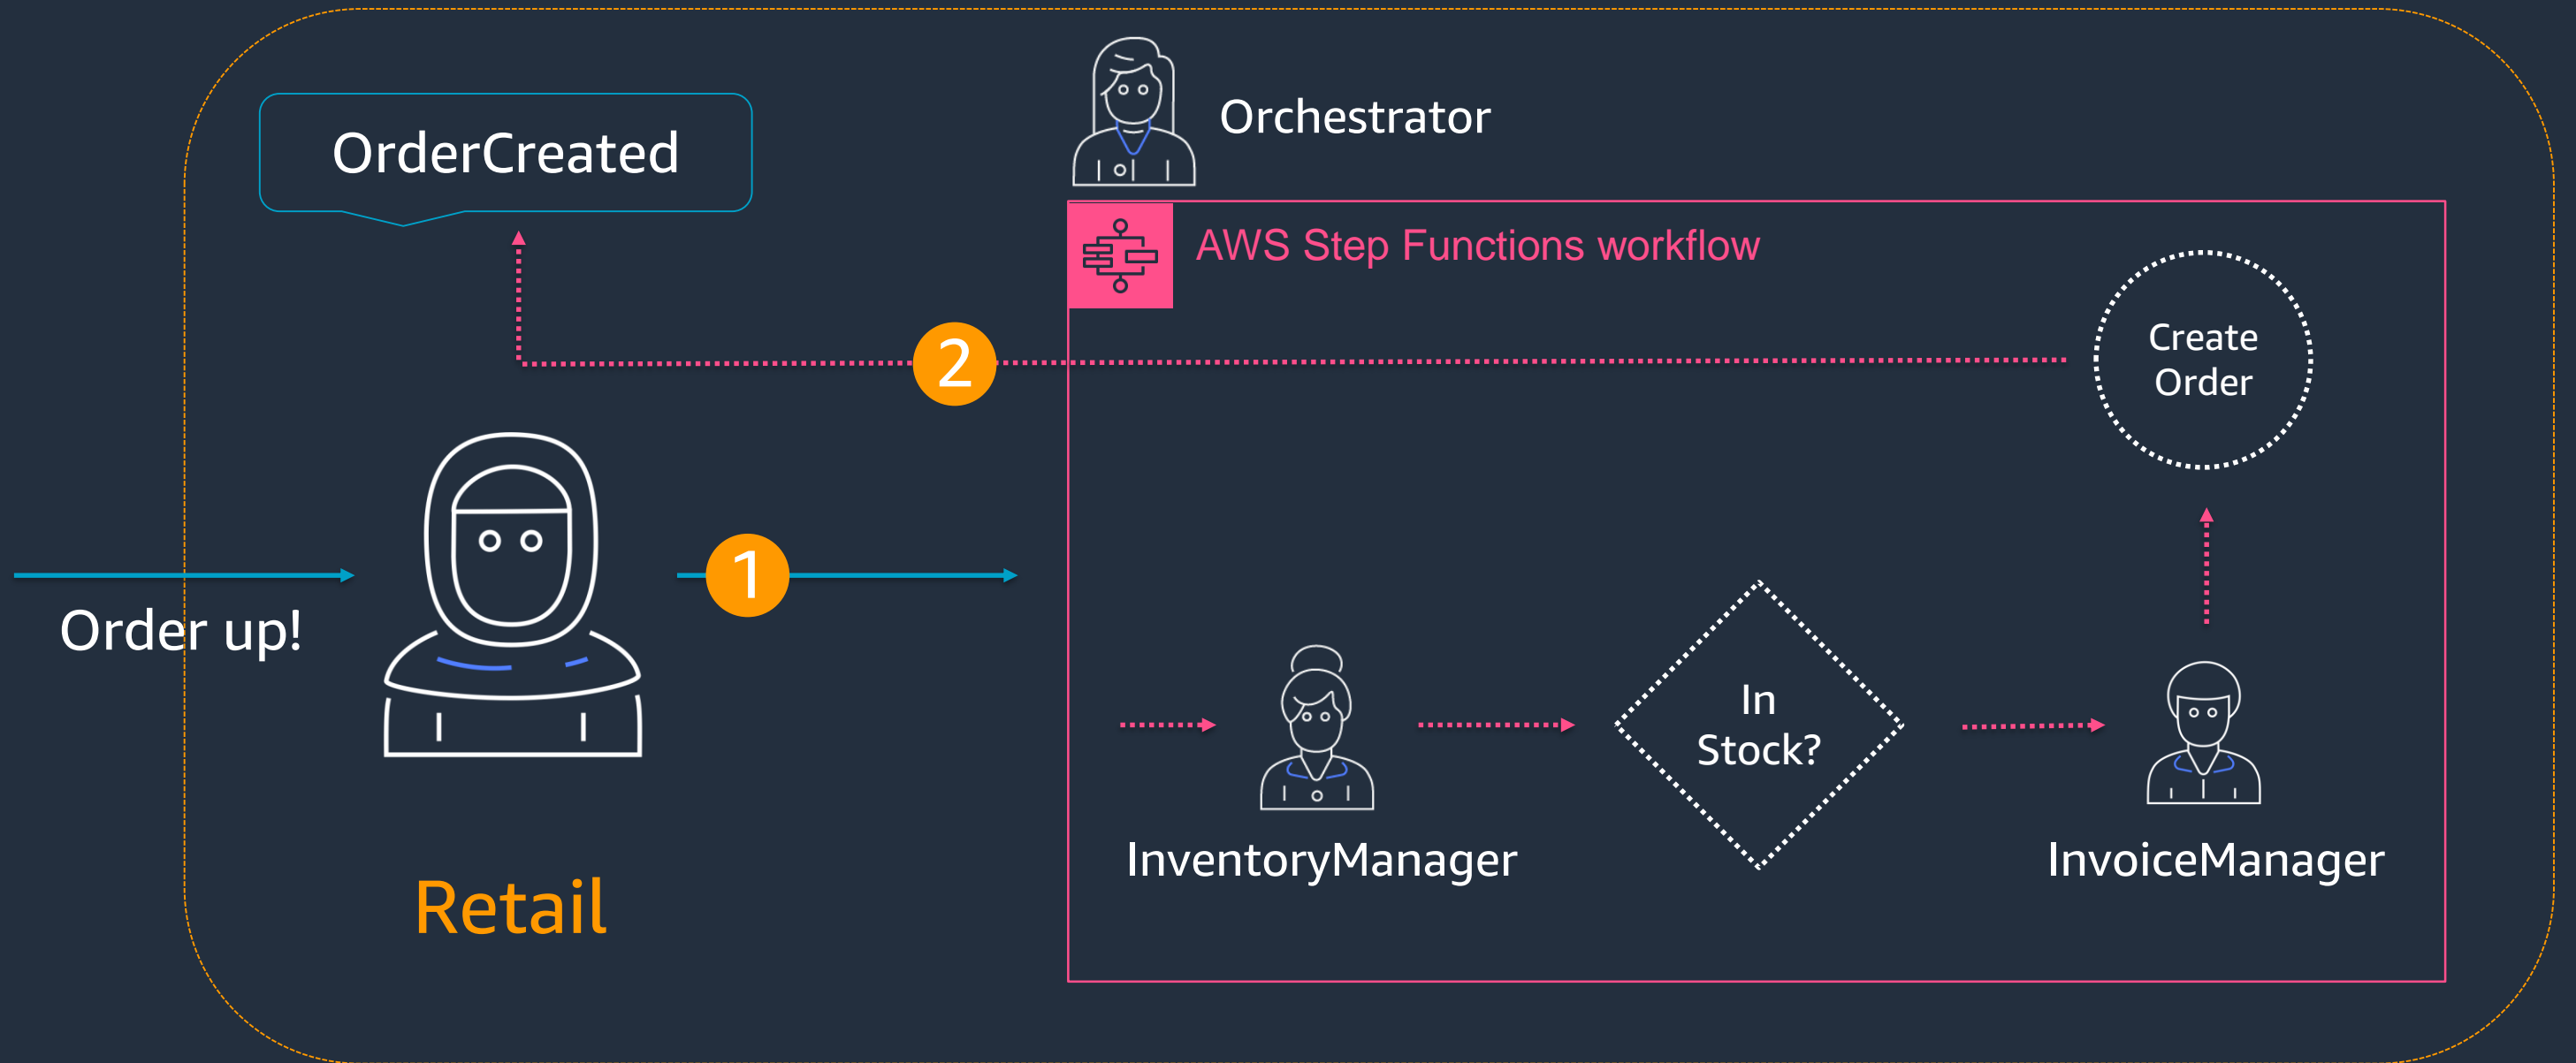 OrderCreated
Orchestrator
AWS Step Functions workflow
2
Create
Order
1
Order up!
In
Stock?
InventoryManager
InvoiceManager
Retail